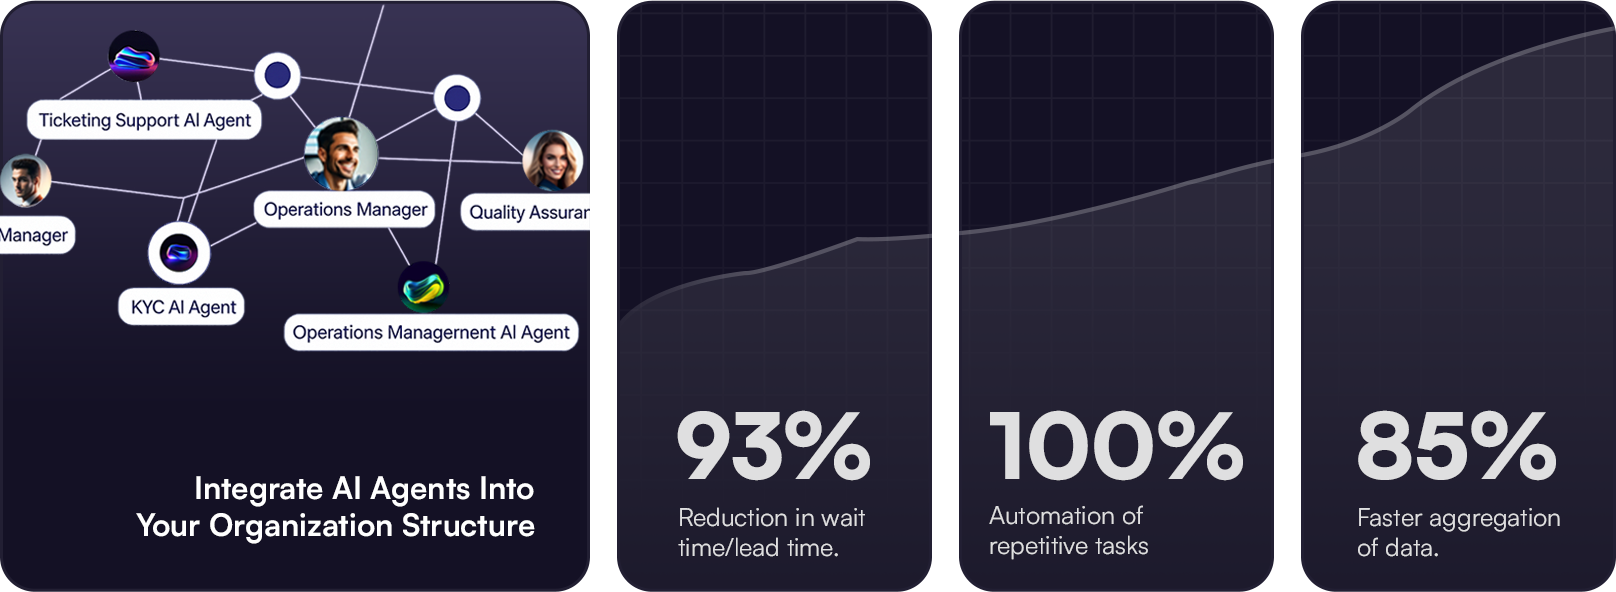 Ticketing Support AI Agent
Operations Manager
Quality Assuran
Manager
KYC AI Agent
Operations Managernent AI Agent
Integrate AI Agents Into
Your Organization Structure
93%
Reduction in wait
time/lead time.
100%
Automation of
repetitive tasks
85%
Faster aggregation
of data.